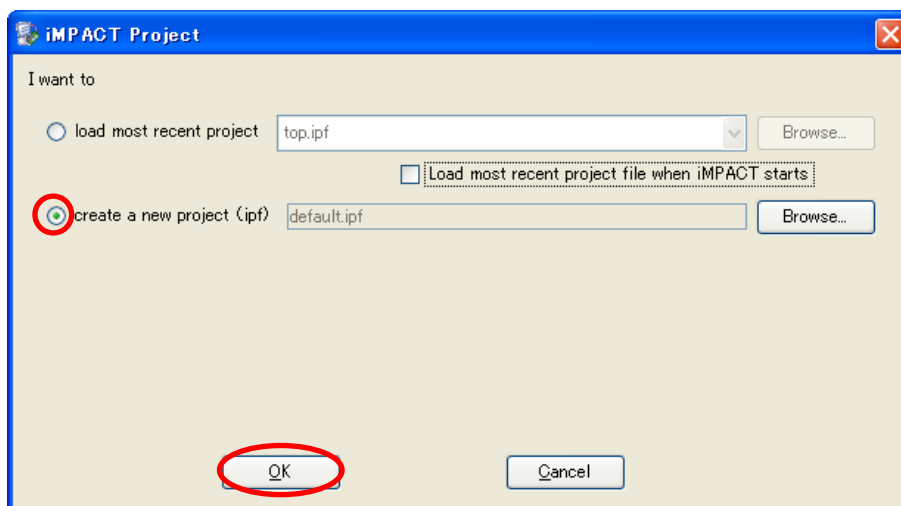 iMPACT Project
I want to
load most recent project top.ipf Browse...
Load most recent project file when iMPACT starts
create a new project (ipf) default.ipf Browse...
OK Cancel